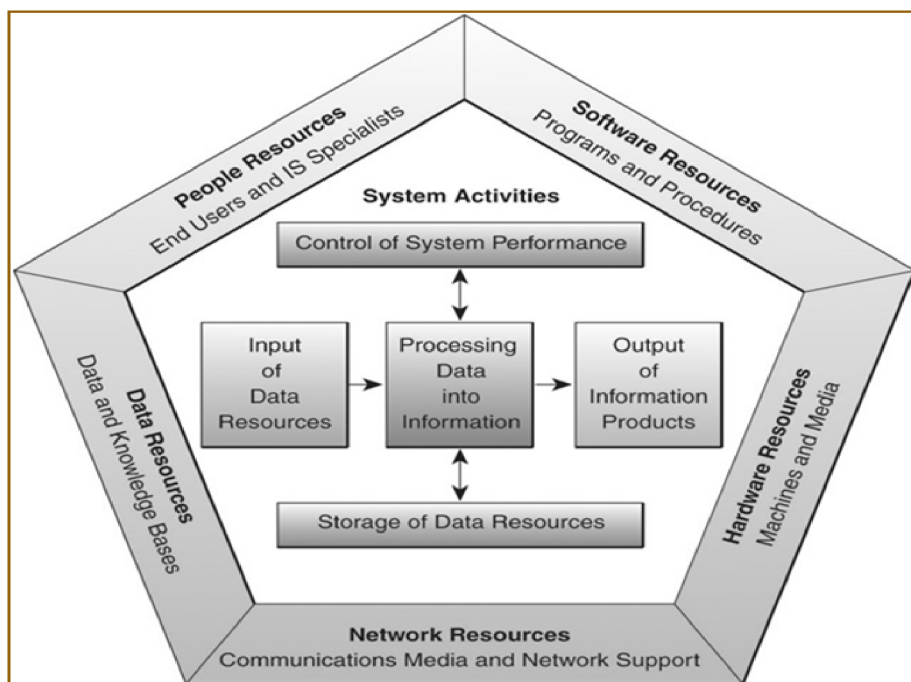 People Resources
End Users and IS Specialists
Software Resources
Programs and Procedures
System Activities
Control of System Performance
Input
of
Data
Resources
Processing
Data
into
Information
Output
of
Information
Products
Storage of Data Resources
Data Resources
Data and Knowledge Bases
Hardware Resources
Machines and Media
Network Resources
Communications Media and Network Support